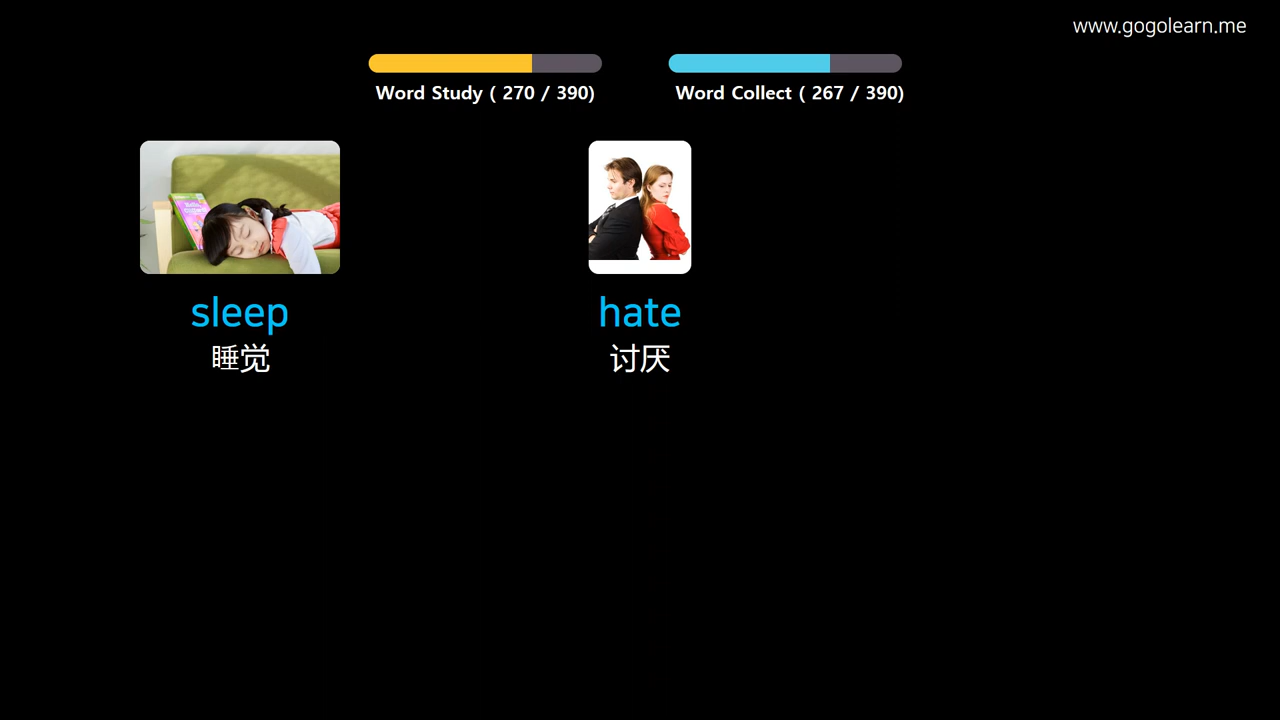 www.gogolearn.me
Word Study ( 270 / 390)
Word Collect ( 267 / 390)
sleep
睡觉
hate
讨厌